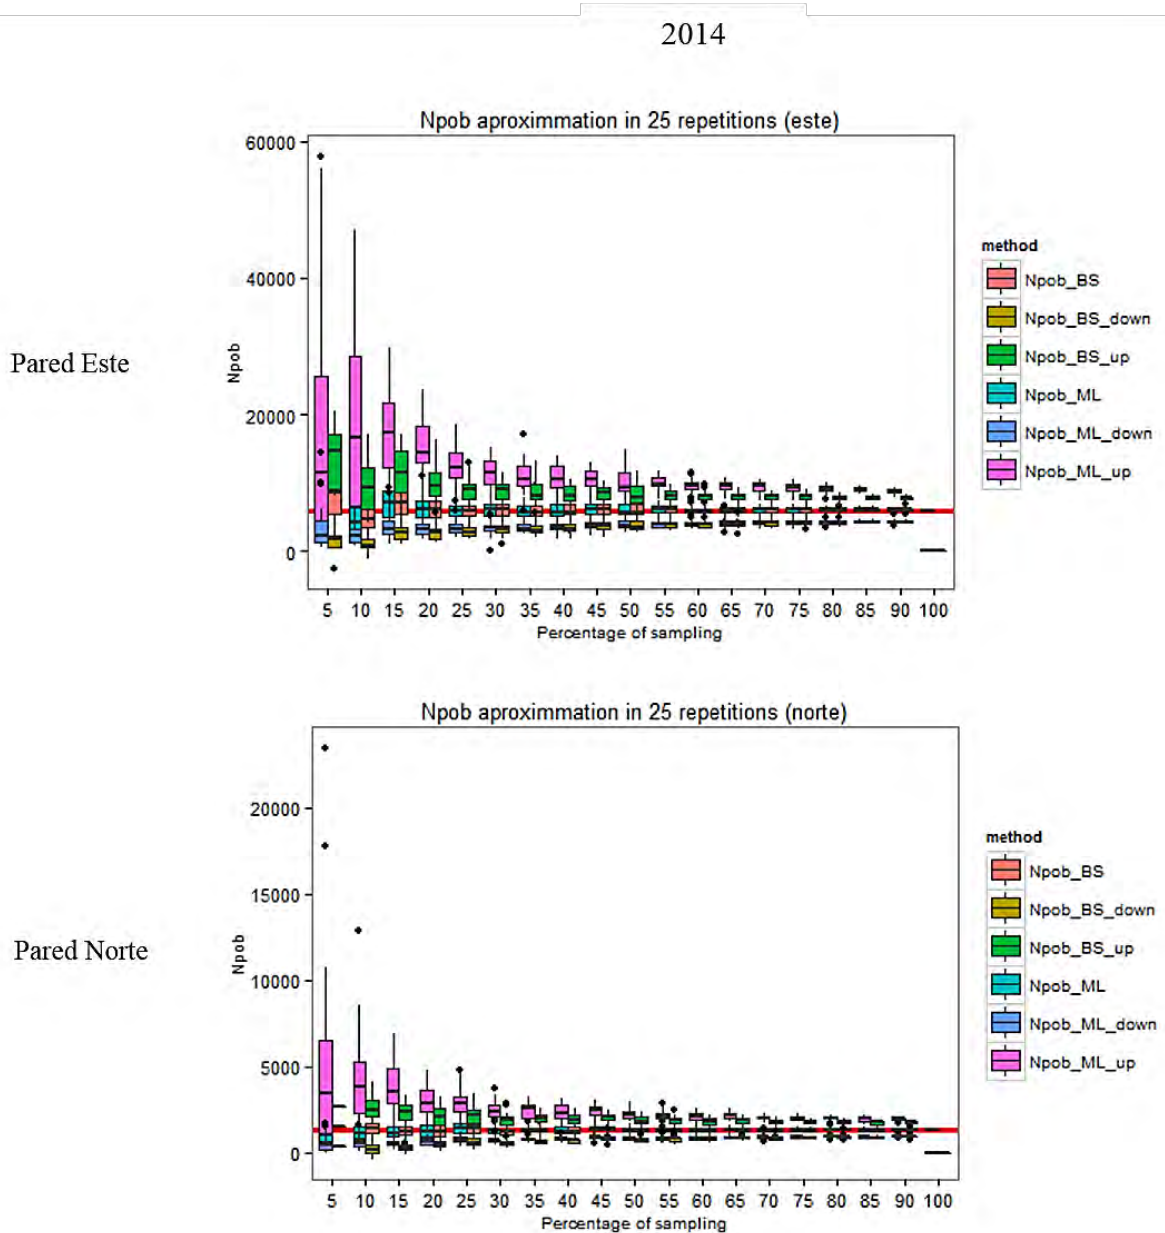 2014
Npob aproximmation in 25 repetitions (este)
60000
40000
20000
0
Npob
5 10 15 20 25 30 35 40 45 50 55 60 65 70 75 80 85 90 100
Percentage of sampling
method
Npob_BS
Npob_BS_down
Npob_BS_up
Npob_ML
Npob_ML_down
Npob_ML_up
Pared Este
Npob aproximmation in 25 repetitions (norte)
20000
15000
10000
5000
0
Npob
5 10 15 20 25 30 35 40 45 50 55 60 65 70 75 80 85 90 100
Percentage of sampling
method
Npob_BS
Npob_BS_down
Npob_BS_up
Npob_ML
Npob_ML_down
Npob_ML_up
Pared Norte